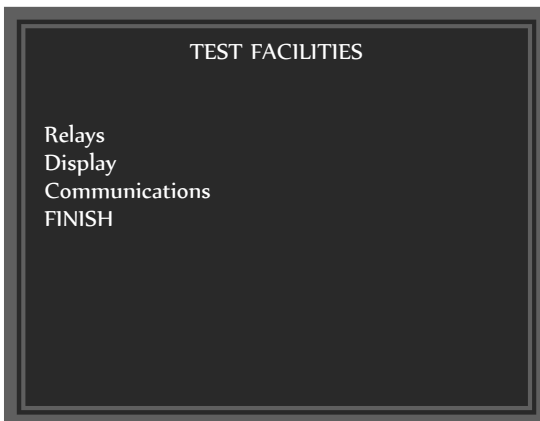 TEST FACILITIES
Relays
Display
Communications
FINISH